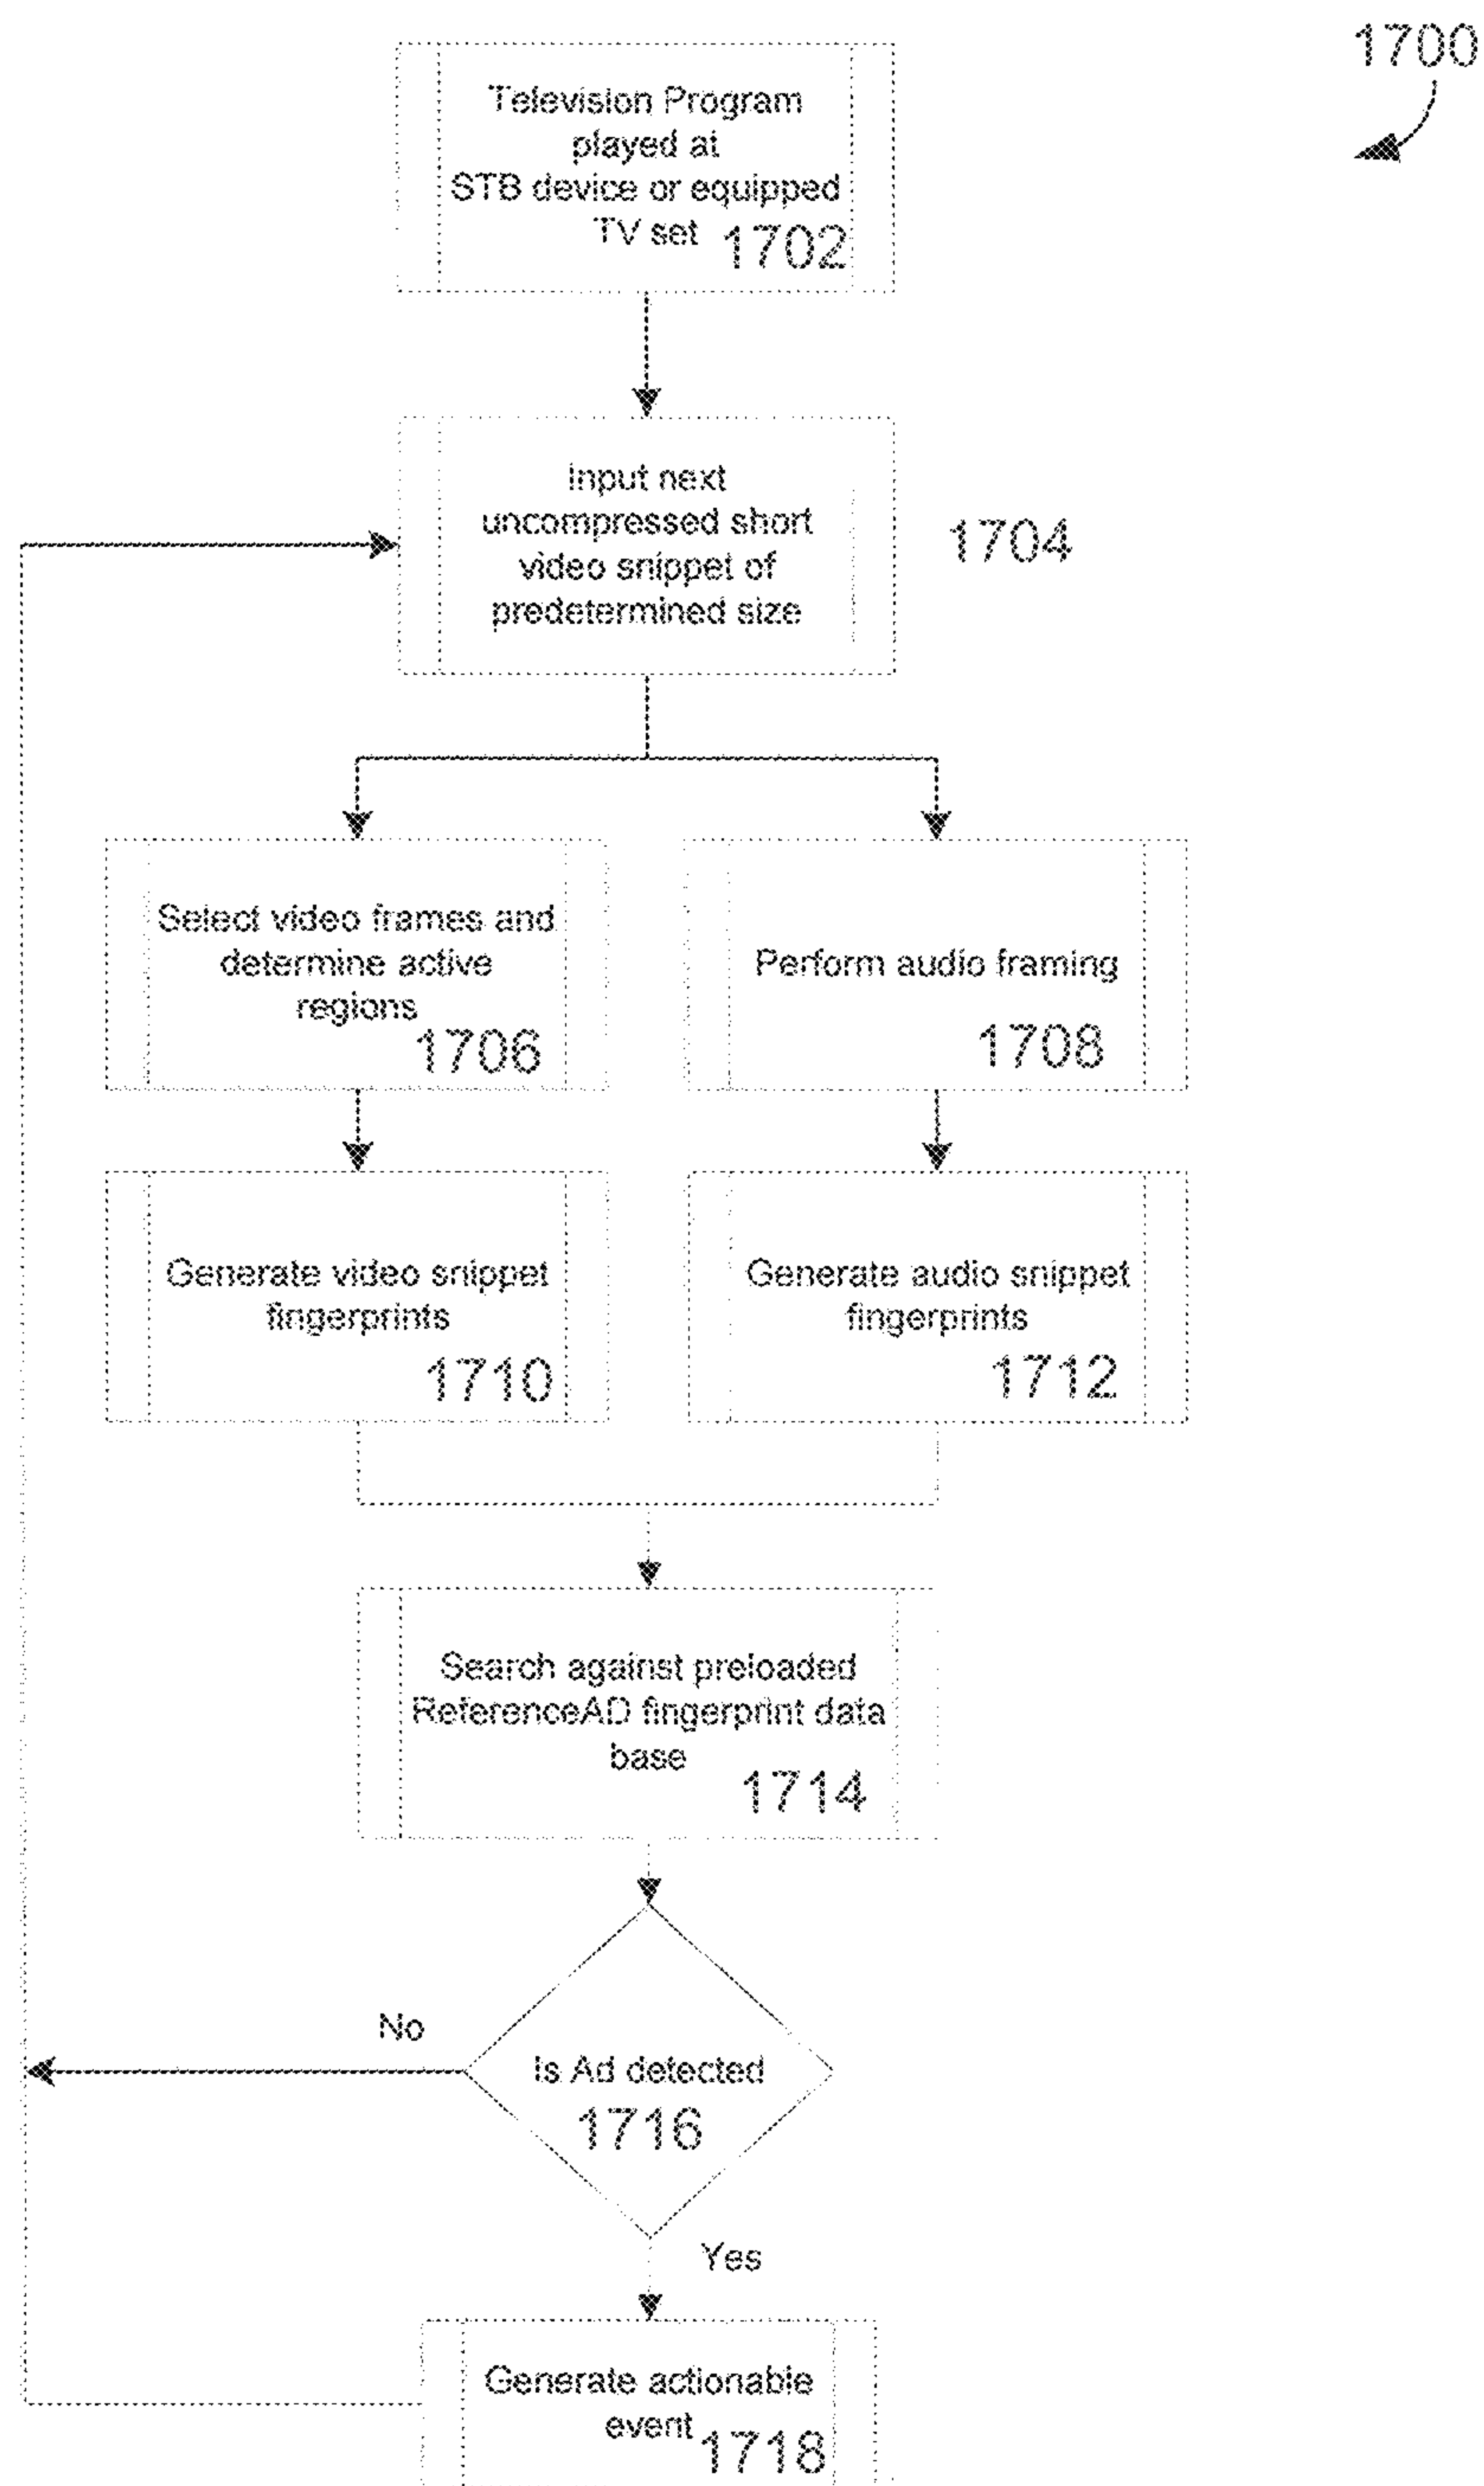 1700
Television Program
played at
STB device or equipped
TV set 1702
Input next
uncompressed short
video snippet of
predetermined size
1704
Select video frames and
determine active
regions
1706
Perform audio framing
1708
Generate video snippet
fingerprints
1710
Generate audio snippet
fingerprints
1712
Search against preloaded
ReferenceAD fingerprint data
base
1714
No
Is Ad detected
1716
Yes
Generate actionable
event 1718